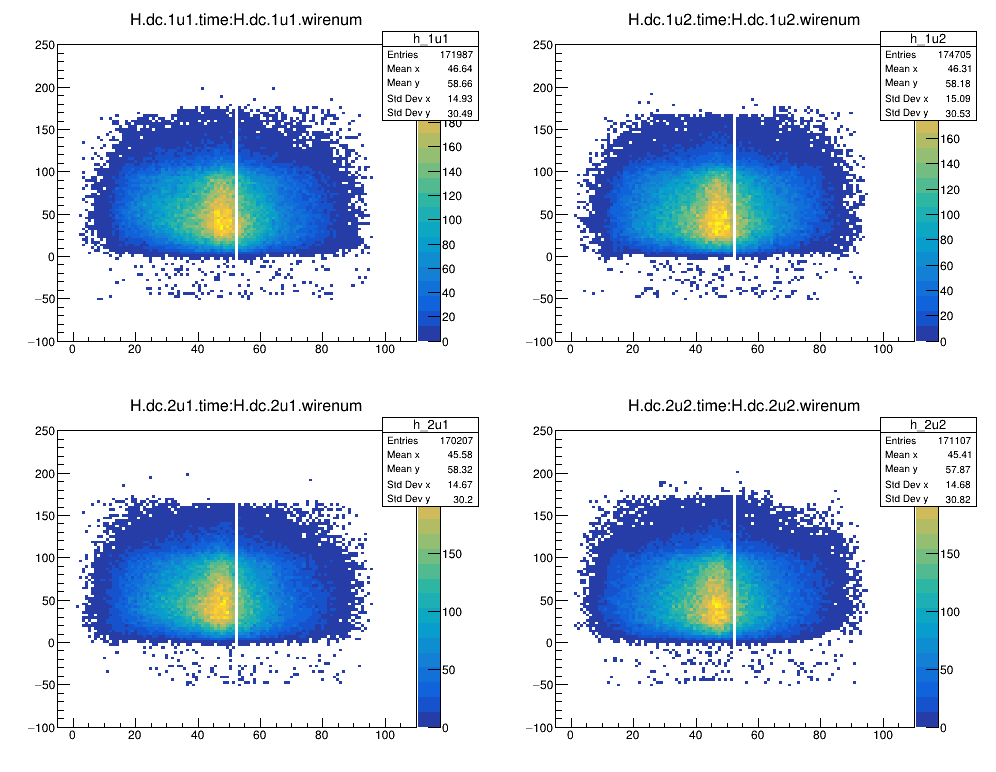 H.dc.1u1.time:H.dc.1u1.wirenum
h_1u1
Entries 171987
Mean x 46.64
Mean y 58.66
Std Dev x 14.93
Std Dev y 30.49
250
200
150
100
50
0
−50
−100
0 20 40 60 80 100
180
160
140
120
100
80
60
40
20
0
H.dc.1u2.time:H.dc.1u2.wirenum
h_1u2
Entries 174705
Mean x 46.31
Mean y 58.18
Std Dev x 15.09
Std Dev y 30.53
250
200
150
100
50
0
−50
−100
0 20 40 60 80 100
160
140
120
100
80
60
40
20
0
H.dc.2u1.time:H.dc.2u1.wirenum
h_2u1
Entries 170207
Mean x 45.58
Mean y 58.32
Std Dev x 14.67
Std Dev y 30.2
250
200
150
100
50
0
−50
−100
0 20 40 60 80 100
150
100
50
0
H.dc.2u2.time:H.dc.2u2.wirenum
h_2u2
Entries 171107
Mean x 45.41
Mean y 57.87
Std Dev x 14.68
Std Dev y 30.82
250
200
150
100
50
0
−50
−100
0 20 40 60 80 100
150
100
50
0